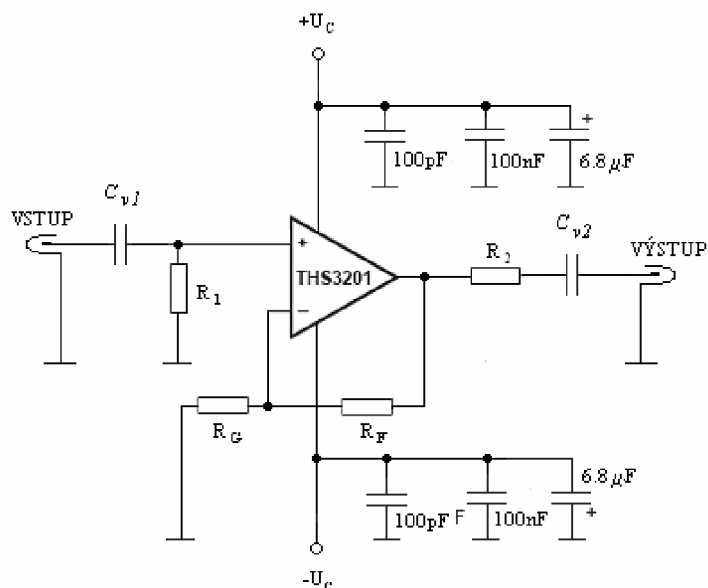 +U_C
+
100pF
100nF
6.8μF
C_v1
VSTUP
R_1
+
THS3201
−
R_2
C_v2
VÝSTUP
R_G
R_F
6.8μF
100pF F
100nF
+
-U_C